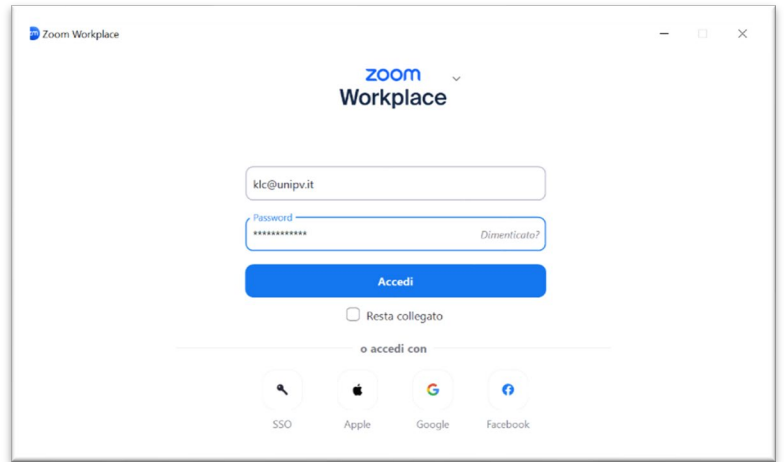 Zoom Workplace
zoom
Workplace
klc@unipv.it
Password
************ Dimenticato?
Accedi
Resta collegato
o accedi con
SSO Apple Google Facebook